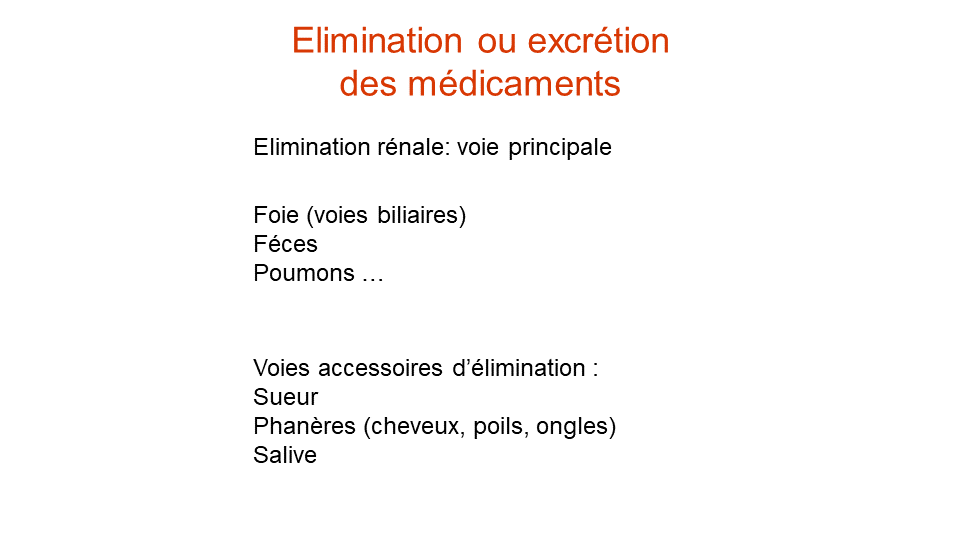 Elimination ou excrétion
des médicaments
Elimination rénale: voie principale
Foie (voies biliaires)
Féces
Poumons …
Voies accessoires d’élimination :
Sueur
Phanères (cheveux, poils, ongles)
Salive